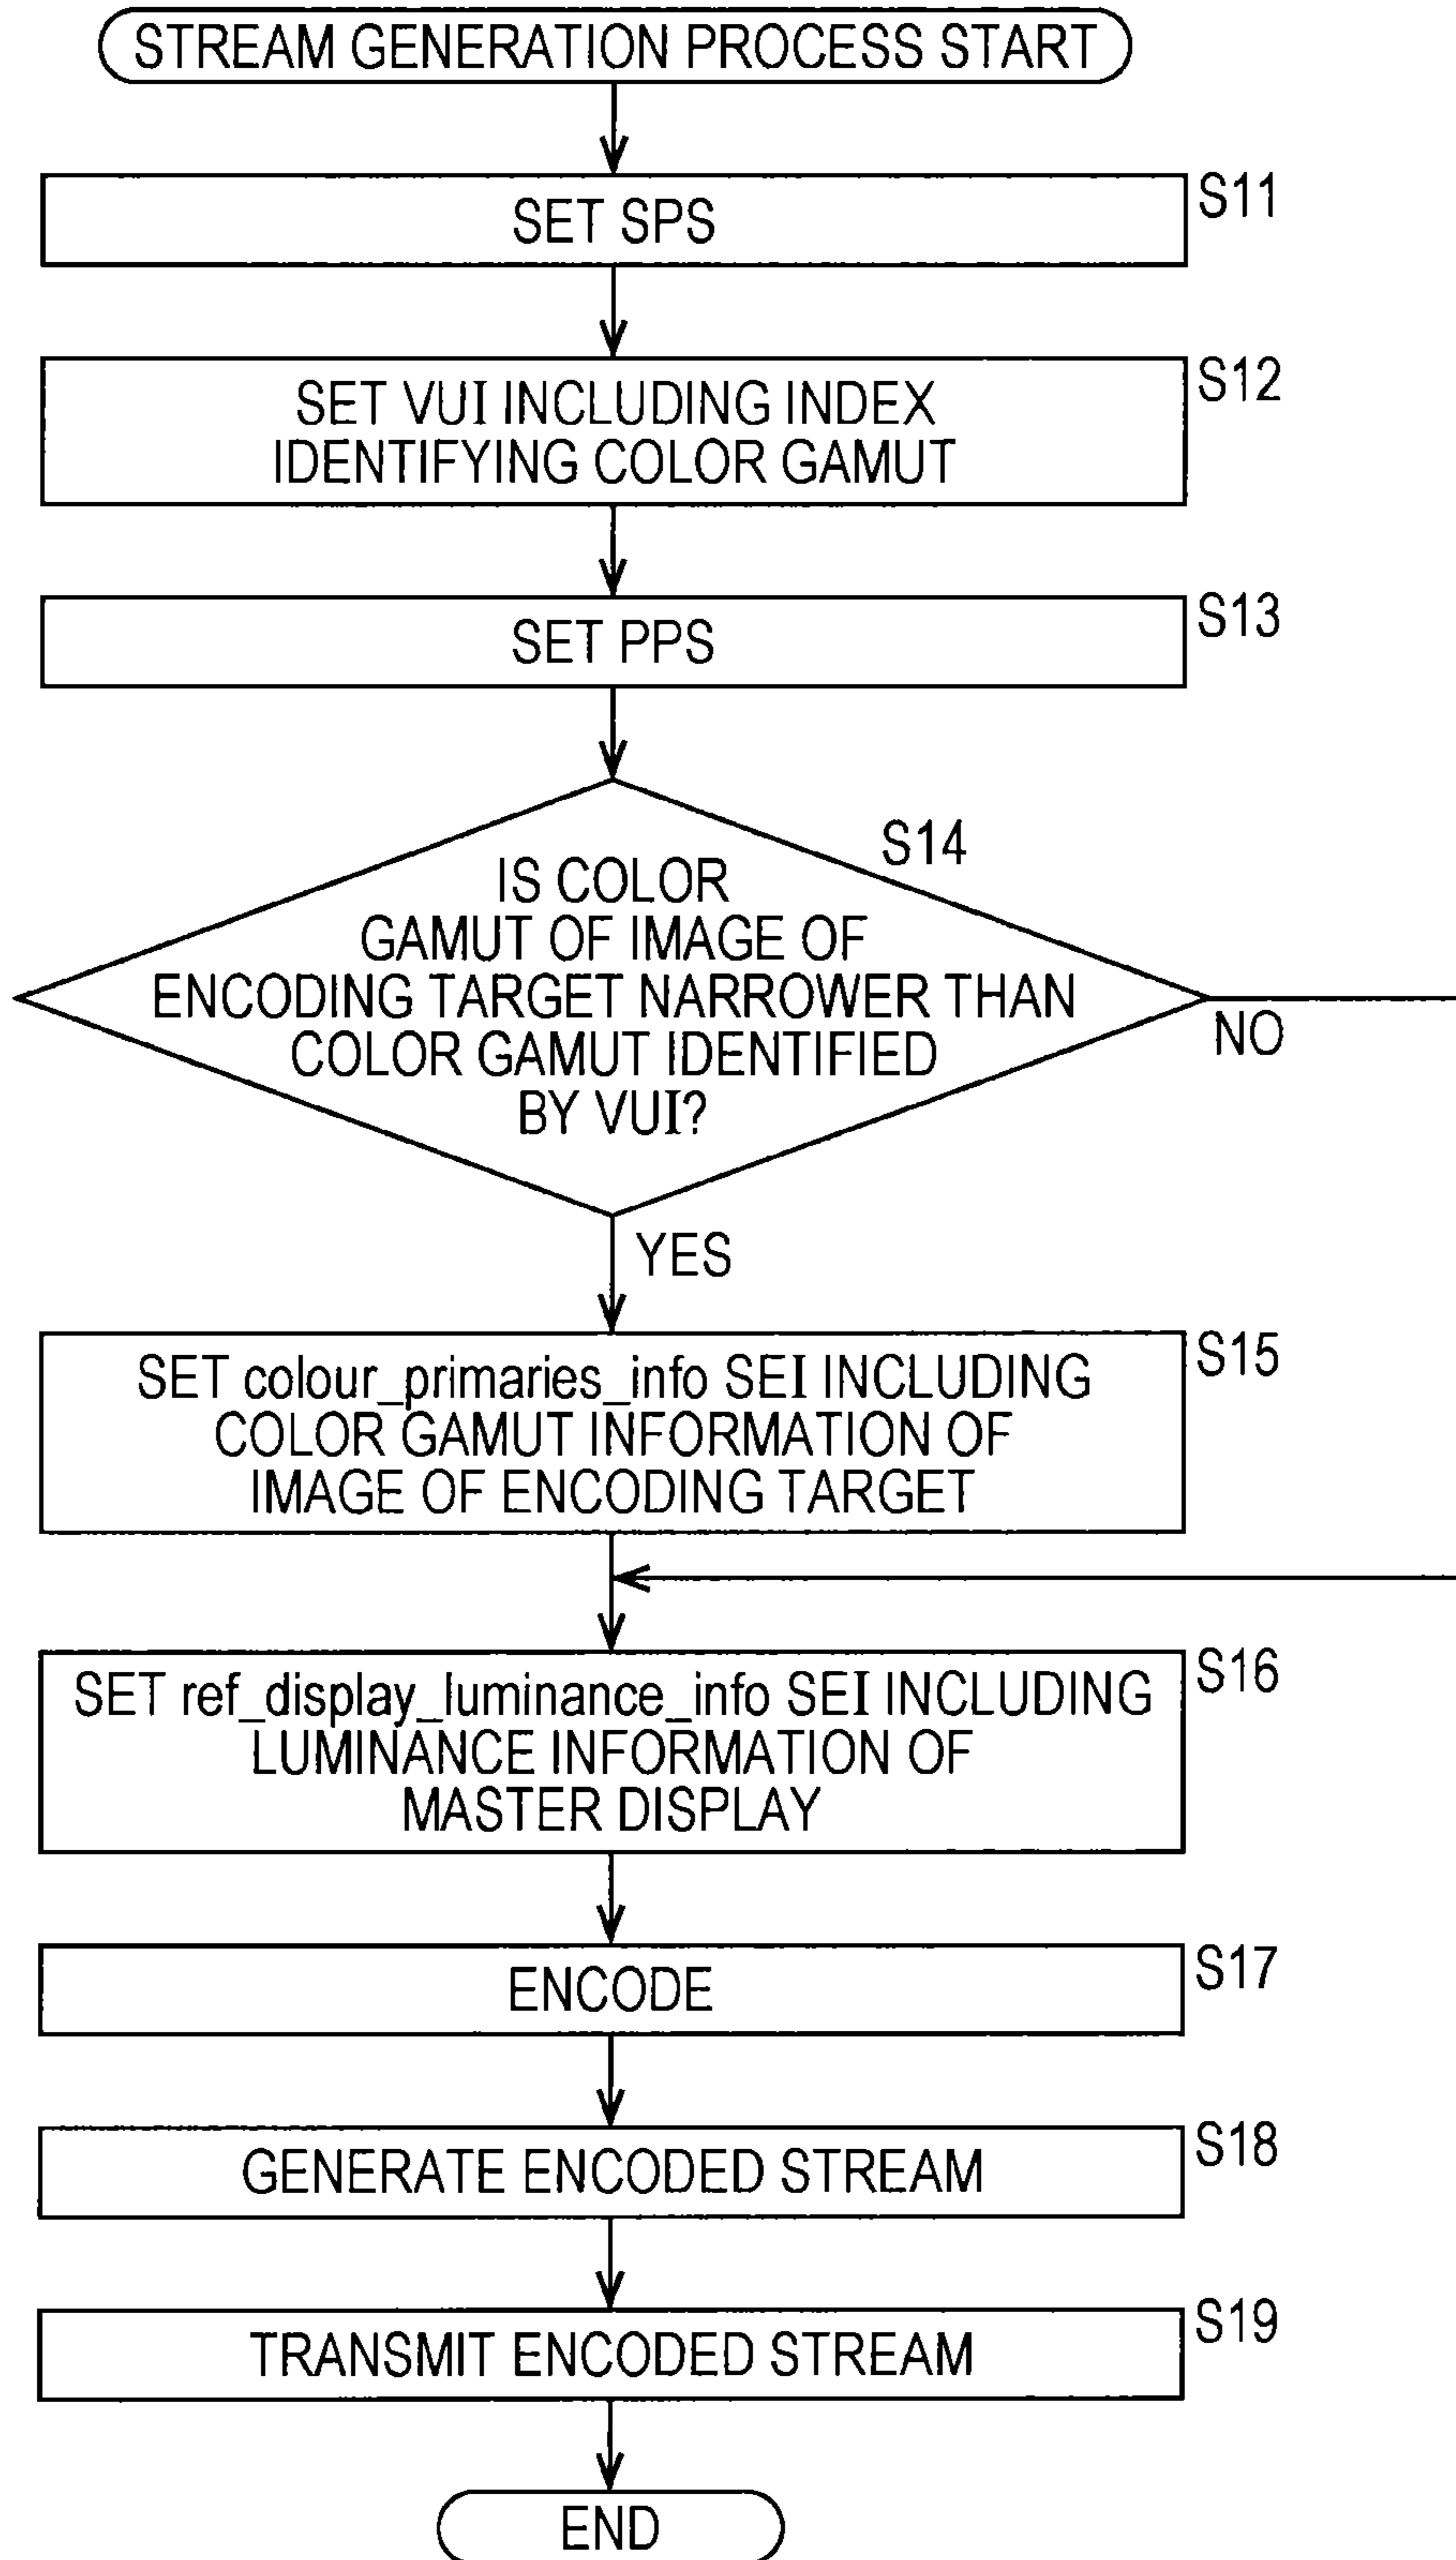 STREAM GENERATION PROCESS START
S11
SET SPS
S12
SET VUI INCLUDING INDEX
IDENTIFYING COLOR GAMUT
S13
SET PPS
S14
IS COLOR
GAMUT OF IMAGE OF
ENCODING TARGET NARROWER THAN
COLOR GAMUT IDENTIFIED
BY VUI?
NO
YES
S15
SET colour_primaries_info SEI INCLUDING
COLOR GAMUT INFORMATION OF
IMAGE OF ENCODING TARGET
S16
SET ref_display_luminance_info SEI INCLUDING
LUMINANCE INFORMATION OF
MASTER DISPLAY
S17
ENCODE
S18
GENERATE ENCODED STREAM
S19
TRANSMIT ENCODED STREAM
END